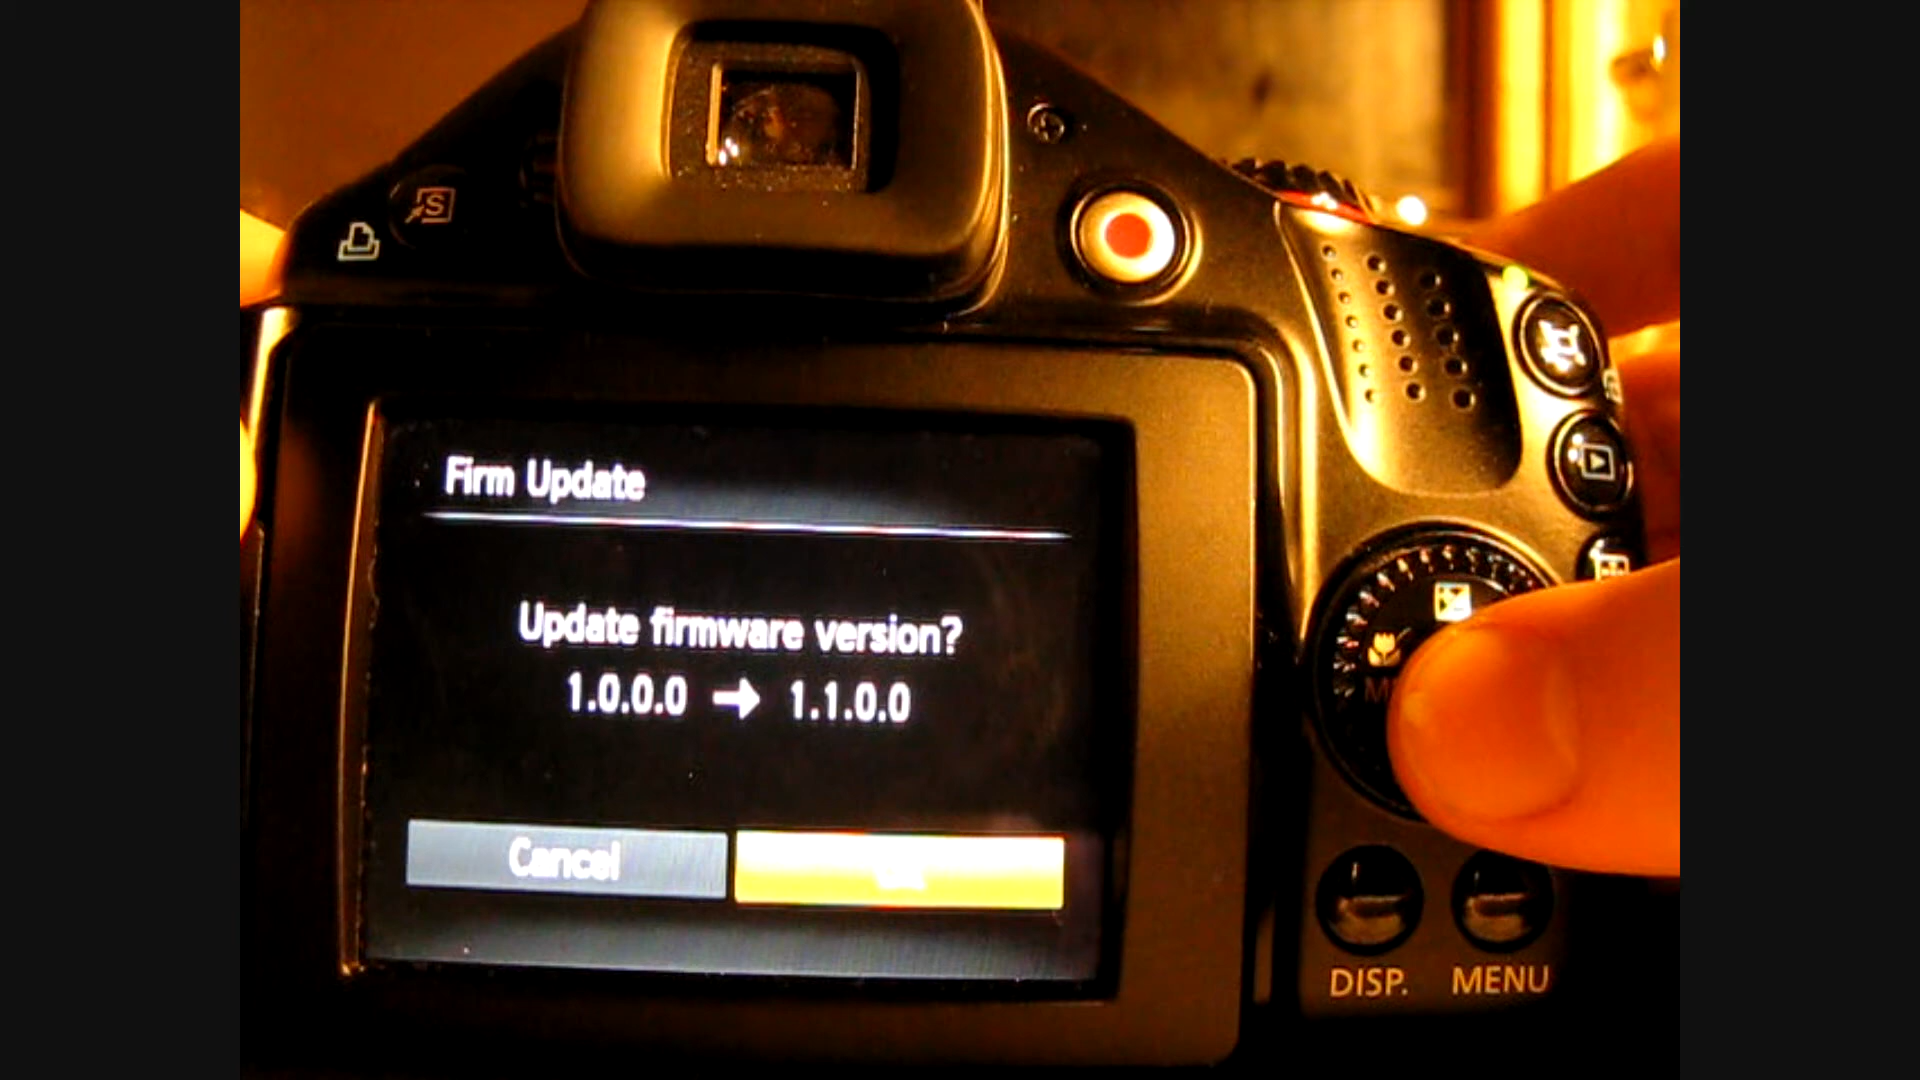 S
Firm Update
Update firmware version?
1.0.0.0 → 1.1.0.0
Cancel
DISP. MENU